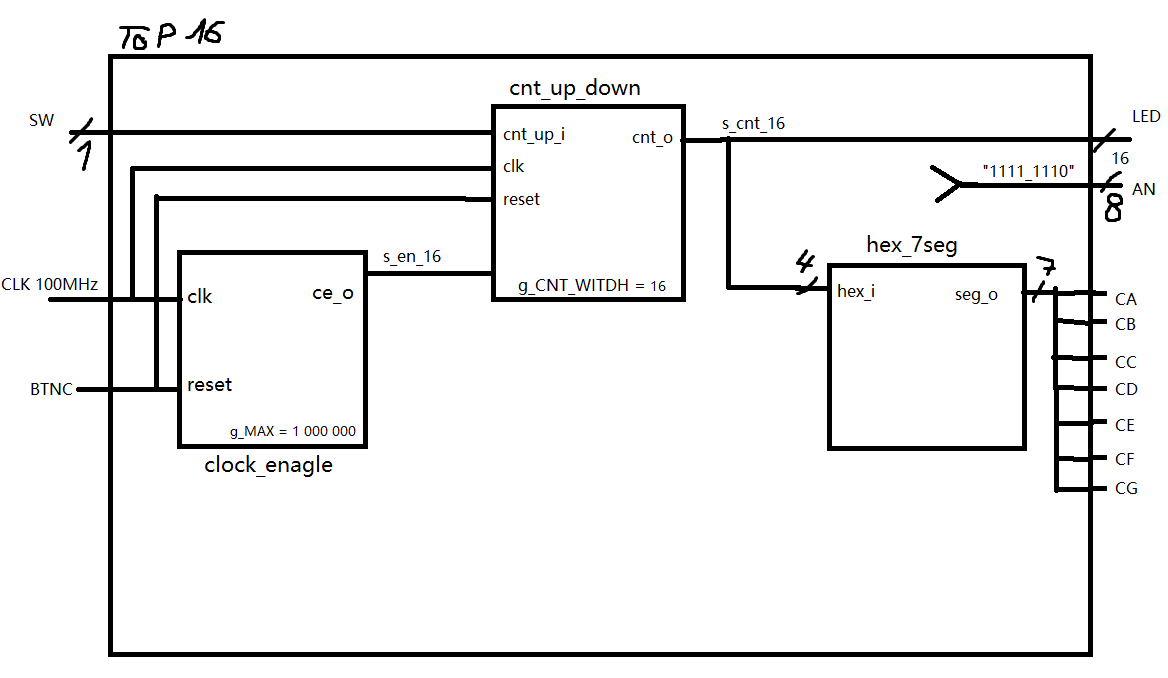 TOP 16
cnt_up_down
SW
1
cnt_up_i
cnt_o
s_cnt_16
LED
16
clk
reset
"1111_1110"
AN
8
s_en_16
g_CNT_WITDH = 16
CLK 100MHz
clk
ce_o
BTNC
reset
g_MAX = 1 000 000
clock_enagle
hex_7seg
4
hex_i
seg_o
7
CA
CB
CC
CD
CE
CF
CG